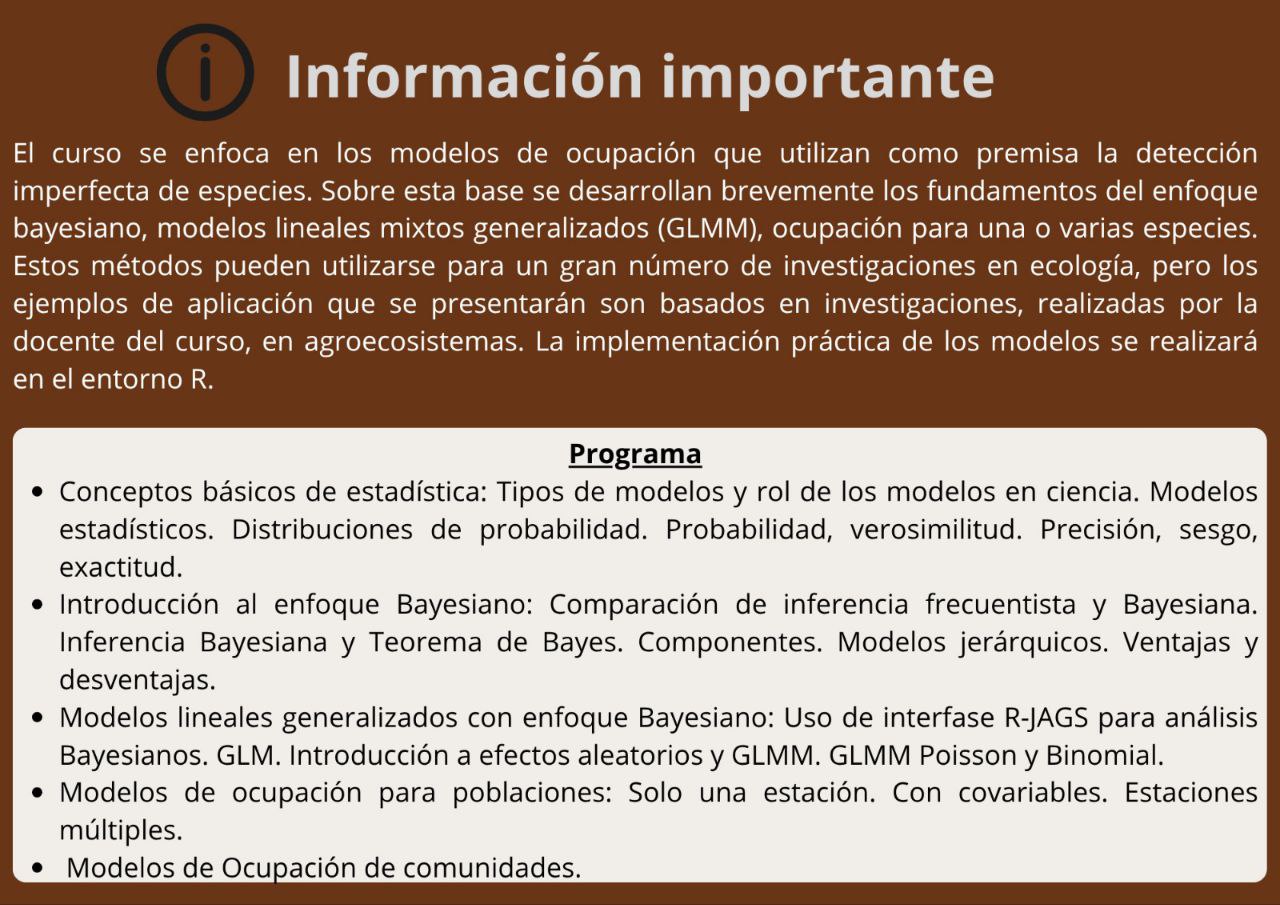 Información importante
El curso se enfoca en los modelos de ocupación que utilizan como premisa la detección
imperfecta de especies. Sobre esta base se desarrollan brevemente los fundamentos del enfoque
bayesiano, modelos lineales mixtos generalizados (GLMM), ocupación para una o varias especies.
Estos métodos pueden utilizarse para un gran número de investigaciones en ecología, pero los
ejemplos de aplicación que se presentarán son basados en investigaciones, realizadas por la
docente del curso, en agroecosistemas. La implementación práctica de los modelos se realizará
en el entorno R.
Programa
• Conceptos básicos de estadística: Tipos de modelos y rol de los modelos en ciencia. Modelos
estadísticos. Distribuciones de probabilidad. Probabilidad, verosimilitud. Precisión, sesgo,
exactitud.
• Introducción al enfoque Bayesiano: Comparación de inferencia frecuentista y Bayesiana.
Inferencia Bayesiana y Teorema de Bayes. Componentes. Modelos jerárquicos. Ventajas y
desventajas.
• Modelos lineales generalizados con enfoque Bayesiano: Uso de interfase R-JAGS para análisis
Bayesianos. GLM. Introducción a efectos aleatorios y GLMM. GLMM Poisson y Binomial.
• Modelos de ocupación para poblaciones: Solo una estación. Con covariables. Estaciones
múltiples.
• Modelos de Ocupación de comunidades.